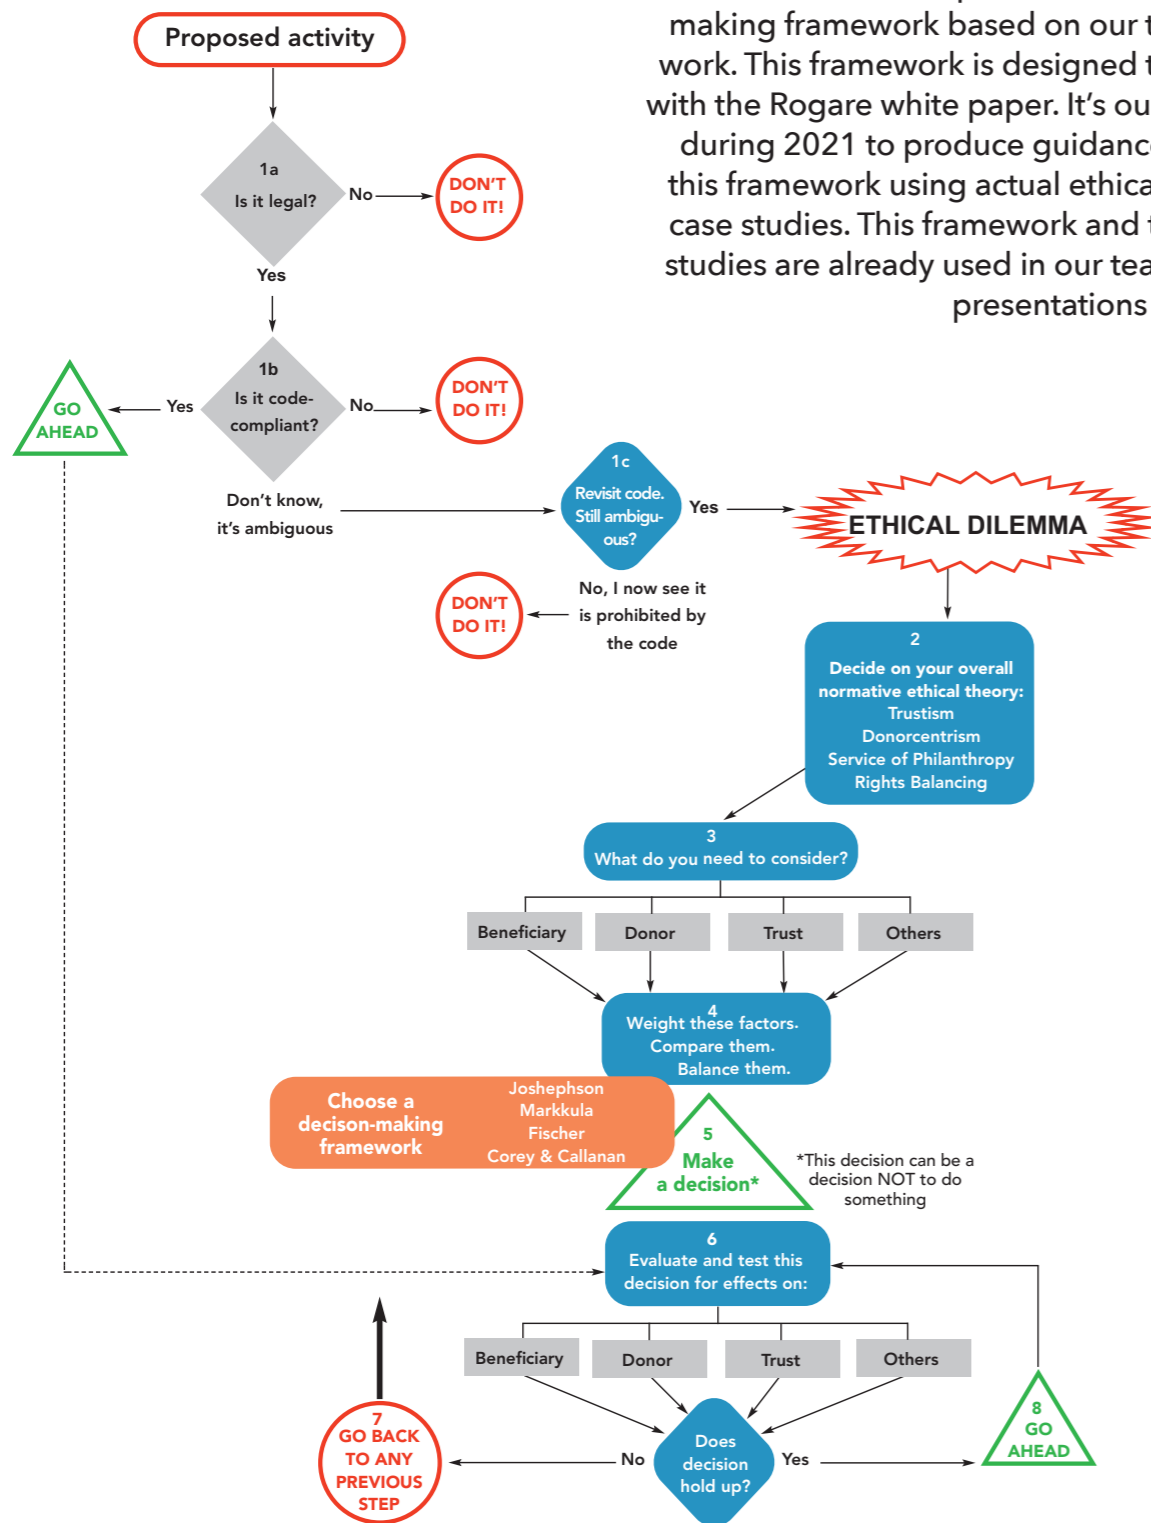 making framework based on our t
work. This framework is designed t
with the Rogare white paper. It's ou
during 2021 to produce guidance
this framework using actual ethica
case studies. This framework and t
studies are already used in our tea
presentations
Proposed activity
1a
Is it legal?
No
DON'T
DO IT!
Yes
1b
Is it code-
compliant?
Yes
GO
AHEAD
No
DON'T
DO IT!
Don't know,
it's ambiguous
1c
Revisit code.
Still ambigu-
ous?
Yes
ETHICAL DILEMMA
No, I now see it
is prohibited by
the code
DON'T
DO IT!
2
Decide on your overall
normative ethical theory:
Trustism
Donorcentrism
Service of Philanthropy
Rights Balancing
3
What do you need to consider?
Beneficiary
Donor
Trust
Others
4
Weight these factors.
Compare them.
Balance them.
Choose a
decison-making
framework
Joshephson
Markkula
Fischer
Corey & Callanan
5
Make
a decision*
*This decision can be a
decision NOT to do
something
6
Evaluate and test this
decision for effects on:
Beneficiary
Donor
Trust
Others
Does
decision
hold up?
No
7
GO BACK
TO ANY
PREVIOUS
STEP
Yes
8
GO
AHEAD